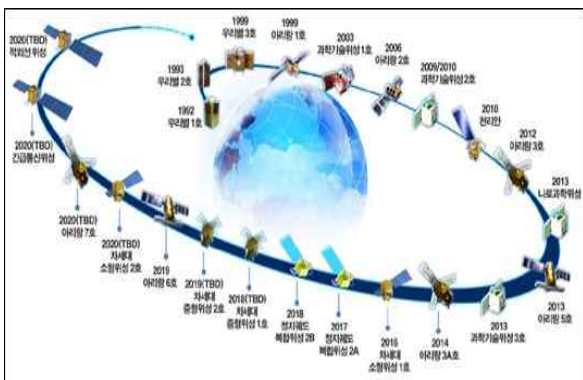 1992
우리별 1호
1993
우리별 2호
1999
우리별 3호
1999
아리랑 1호
2003
과학기술위성 1호
2006
아리랑 2호
2009/2010
과학기술위성 2호
2010
천리안
2012
아리랑 3호
2013
나로과학위성
2013
아리랑 5호
2013
과학기술위성 3호
2014
아리랑 3A호
2015
차세대
소형위성 1호
2017
정지궤도
복합위성 2A
2018
정지궤도
복합위성 2B
2018(TBD)
차세대
중형위성 1호
2019(TBD)
차세대
중형위성 2호
2019
아리랑 6호
2020(TBD)
차세대
소형위성 2호
2020(TBD)
아리랑 7호
2020(TBD)
긴급통신위성
2020(TBD)
적외선 위성